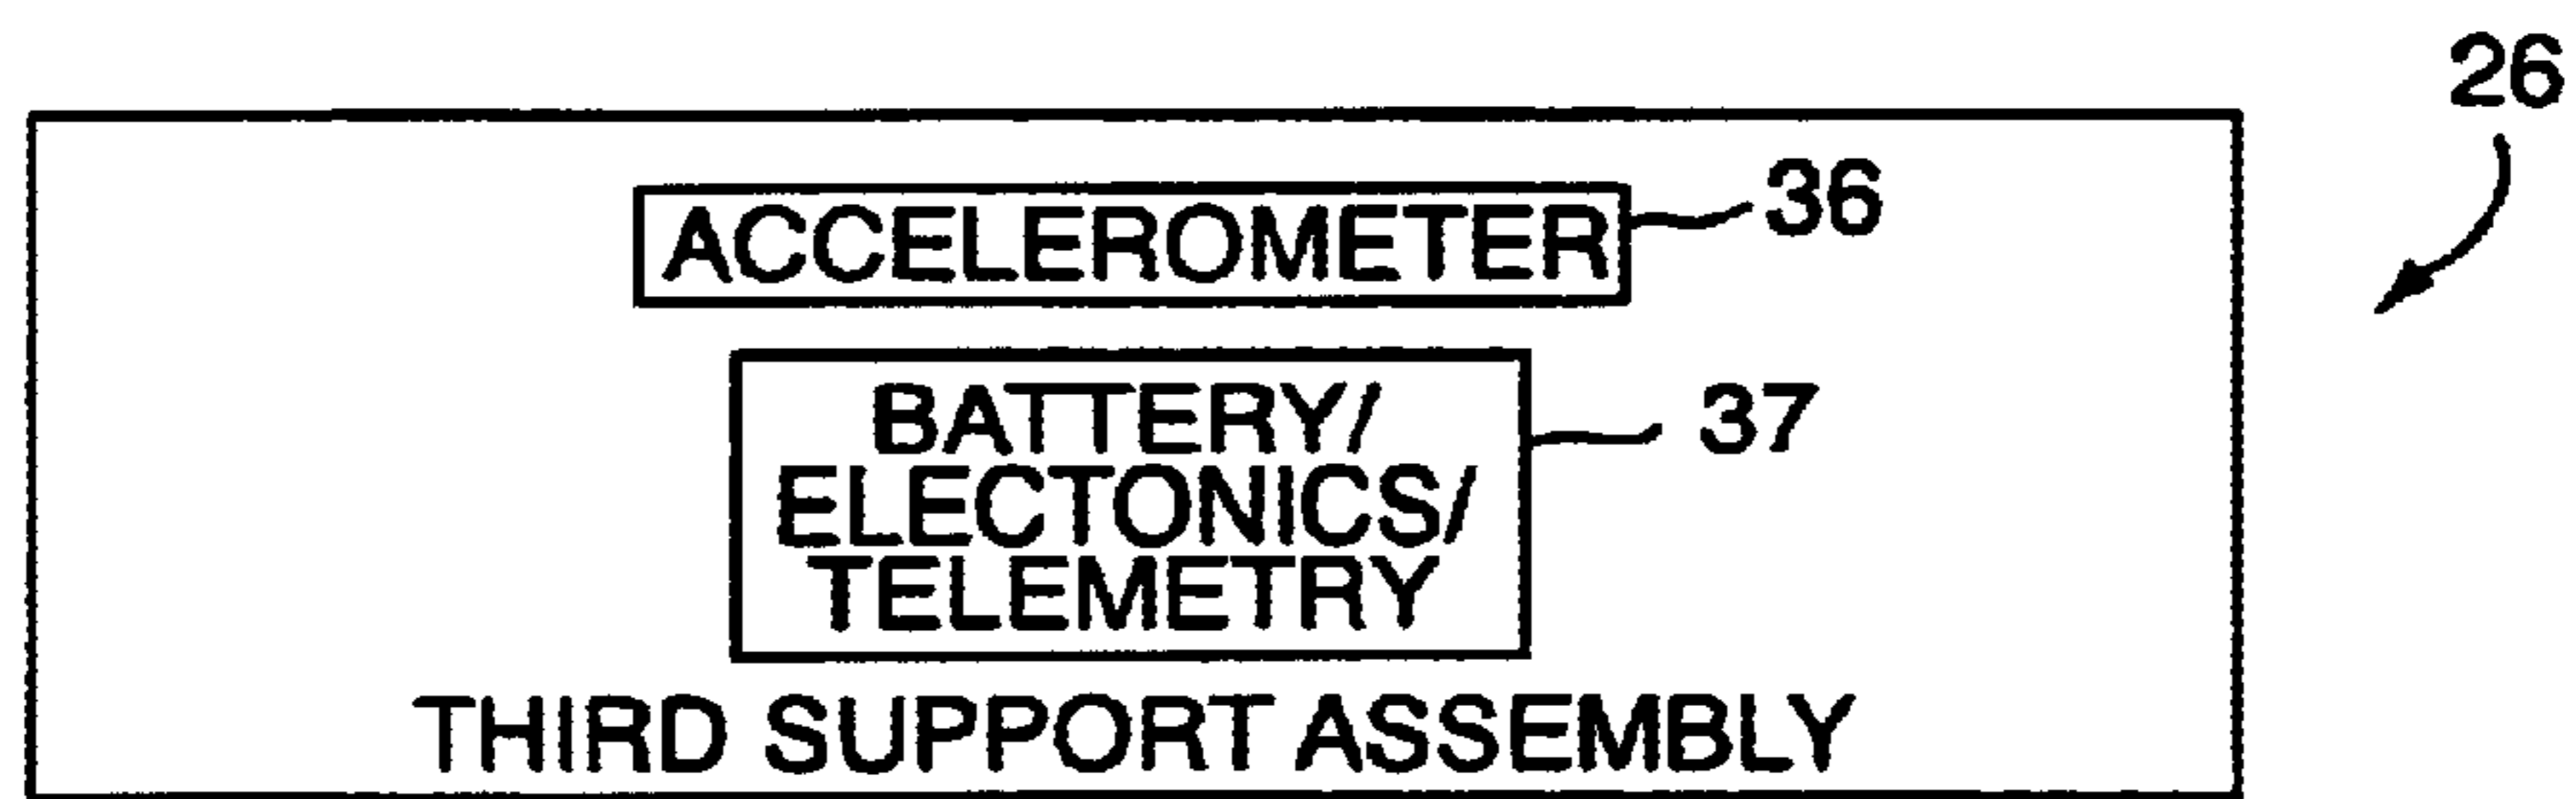 26
ACCELEROMETER 36
BATTERY/ 37
ELECTONICS/
TELEMETRY
THIRD SUPPORT ASSEMBLY